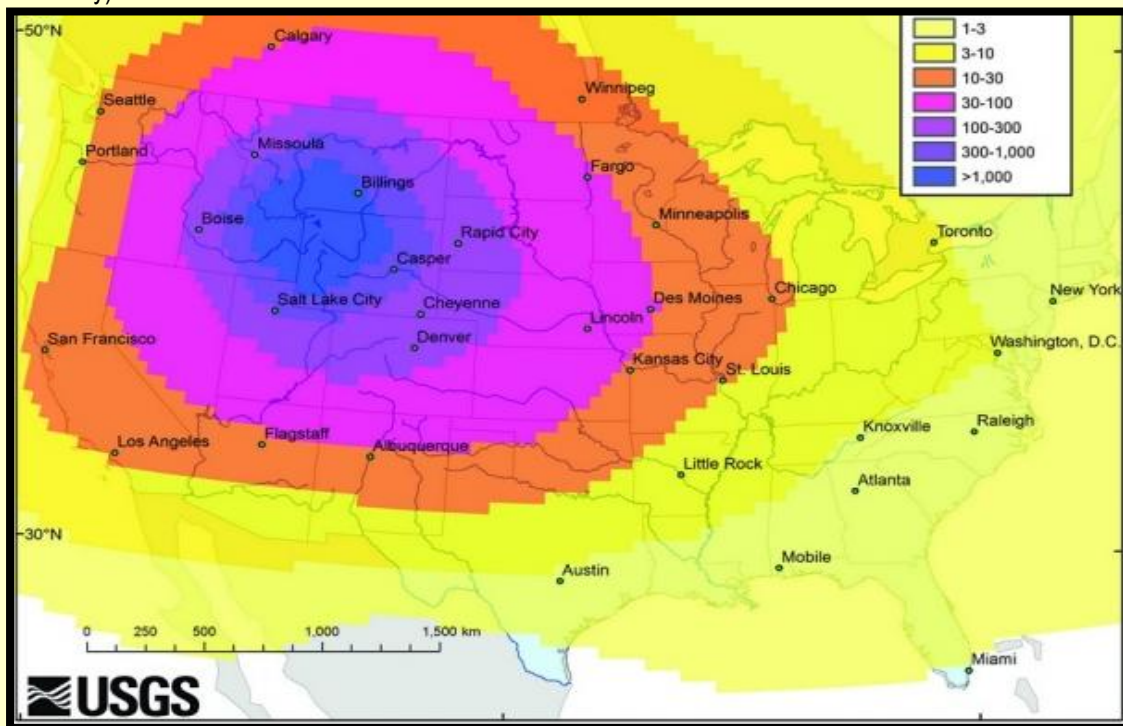 50°N
Calgary
1-3
3-10
10-30
30-100
100-300
300-1,000
>1,000
Winnipeg
Seattle
Portland
Missoula
Fargo
Billings
Boise
Minneapolis
Rapid City
Toronto
Casper
Salt Lake City
Cheyenne
Des Moines
Chicago
New York
Lincoln
San Francisco
Denver
Washington, D.C.
Kansas City
St. Louis
Los Angeles
Flagstaff
Albuquerque
Knoxville
Raleigh
Little Rock
Atlanta
30°N
Mobile
Austin
0 250 500 1,000 1,500 km
Miami
USGS